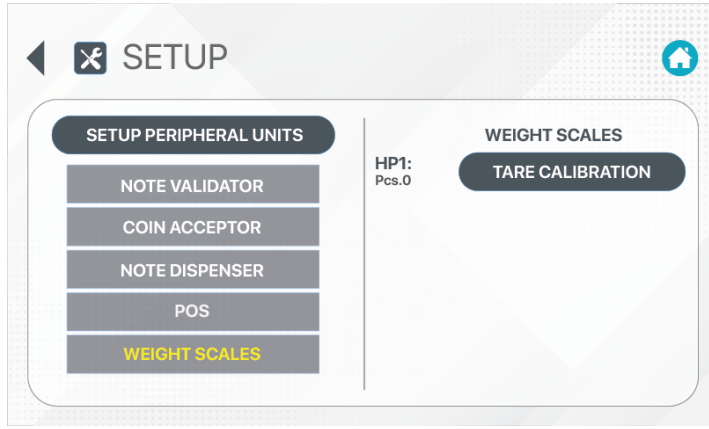 SETUP
SETUP PERIPHERAL UNITS
NOTE VALIDATOR
COIN ACCEPTOR
NOTE DISPENSER
POS
WEIGHT SCALES
WEIGHT SCALES
HP1:
Pcs.0
TARE CALIBRATION